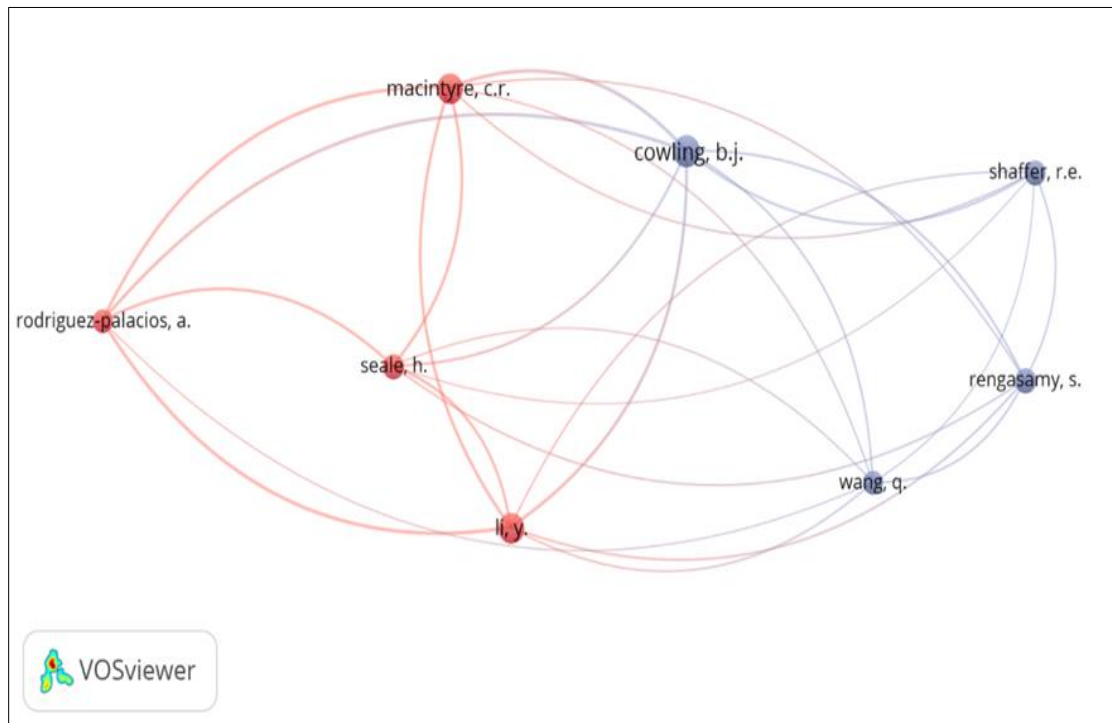 macintyre, c.r.
cowling, b.j.
shaffer, r.e.
rodriguez-palacios, a.
seale, h.
rengasamy, s.
wang, q.
li, y.
VOSviewer